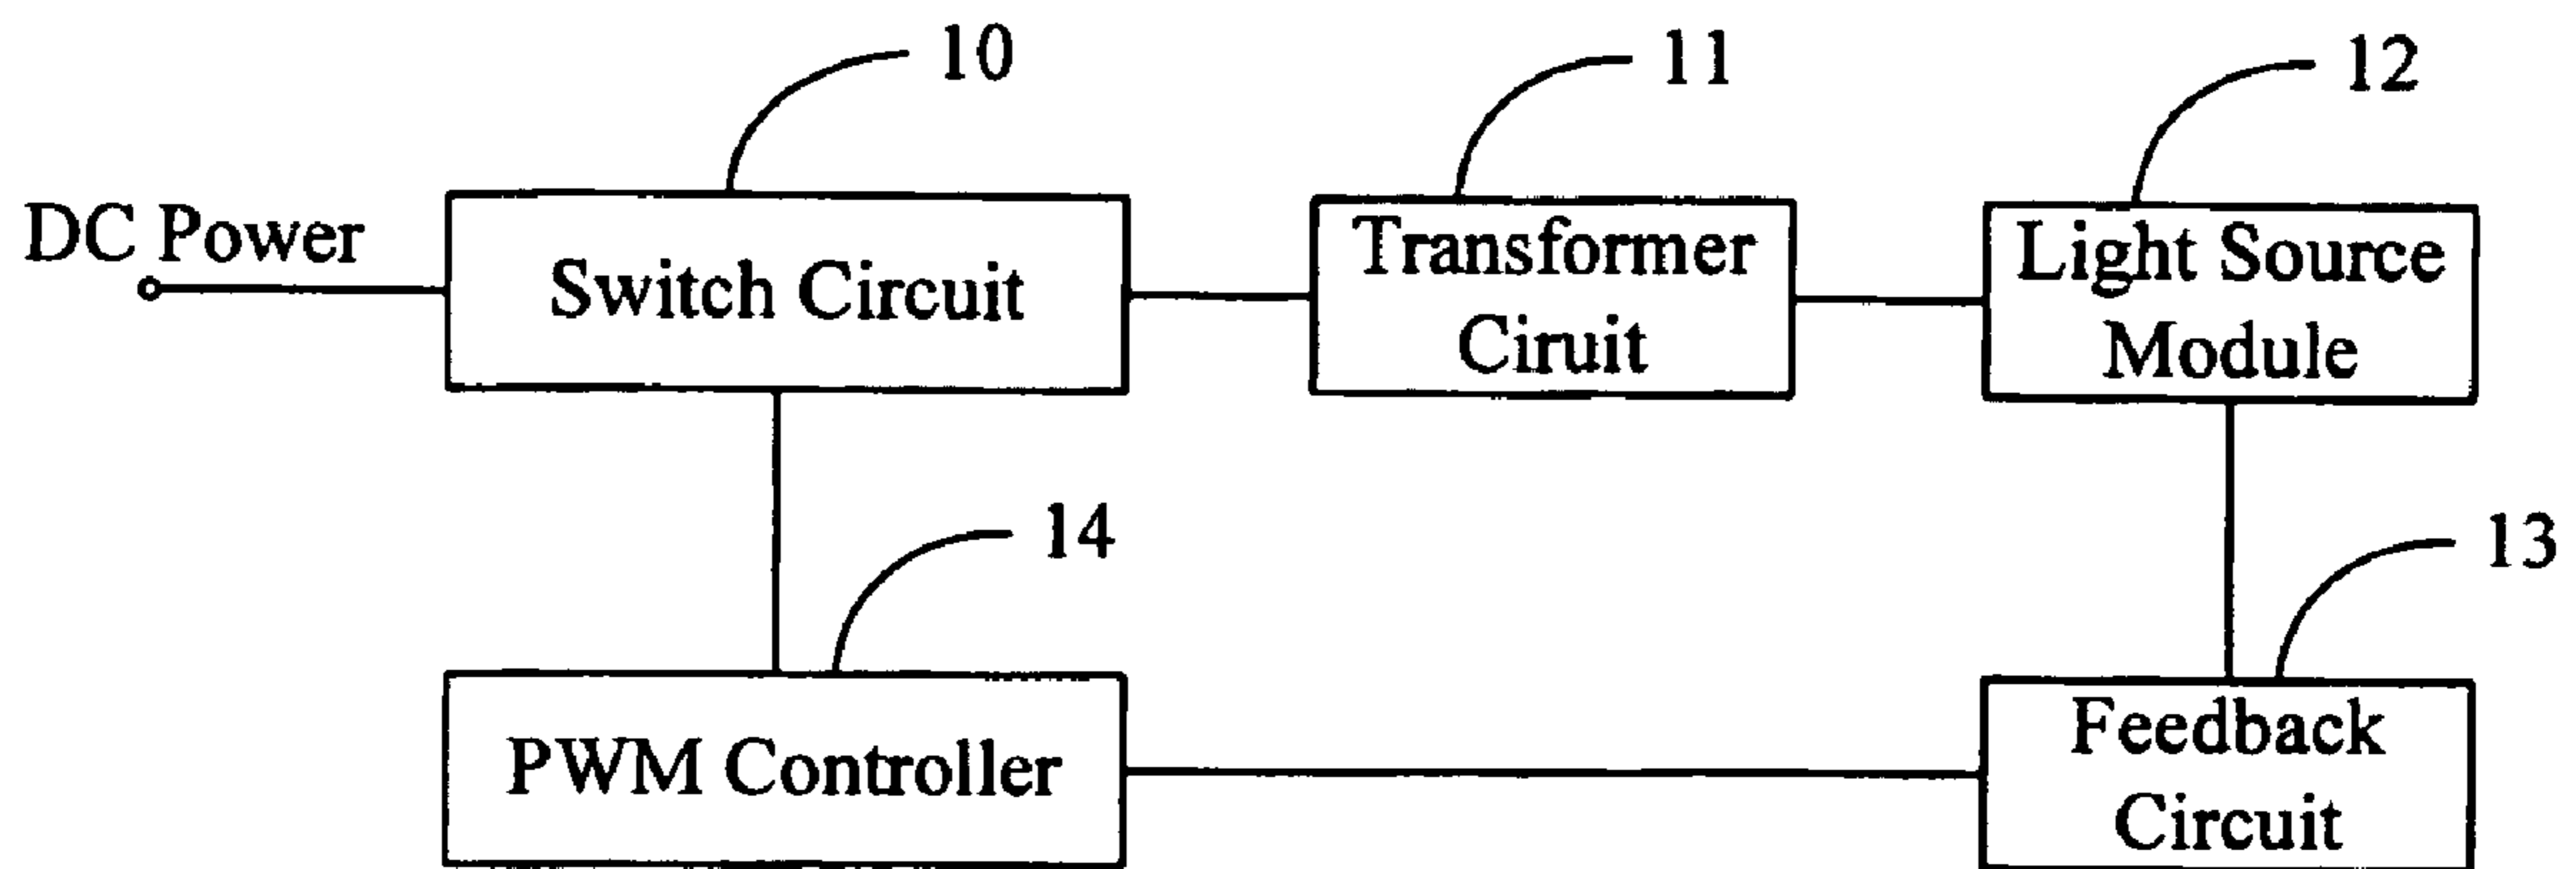 10
11
12
DC Power
Switch Circuit
Transformer
Ciruit
Light Source
Module
14
13
PWM Controller
Feedback
Circuit